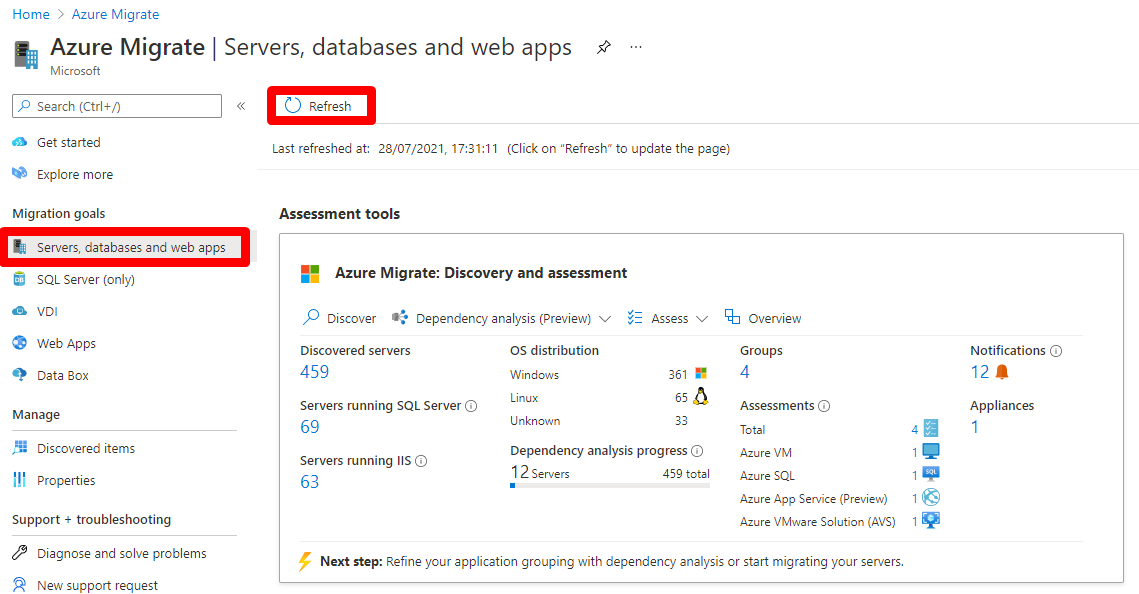 Home > Azure Migrate
Azure Migrate | Servers, databases and web apps
Microsoft
Search (Ctrl+/)
«
Get started
Explore more
Migration goals
Servers, databases and web apps
SQL Server (only)
VDI
Web Apps
Data Box
Manage
Discovered items
Properties
Support + troubleshooting
Diagnose and solve problems
New support request
Refresh
Last refreshed at: 28/07/2021, 17:31:11 (Click on “Refresh” to update the page)
Assessment tools
Azure Migrate: Discovery and assessment
Discover Dependency analysis (Preview) Assess Overview
Discovered servers
459
Servers running SQL Server
69
Servers running IIS
63
OS distribution
Windows 361
Linux 65
Unknown 33
Dependency analysis progress
12 Servers 459 total
Groups
4
Assessments
Total 4
Azure VM 1
Azure SQL 1 SQL
Azure App Service (Preview) 1
Azure VMware Solution (AVS) 1
Notifications
12
Appliances
1
Next step: Refine your application grouping with dependency analysis or start migrating your servers.